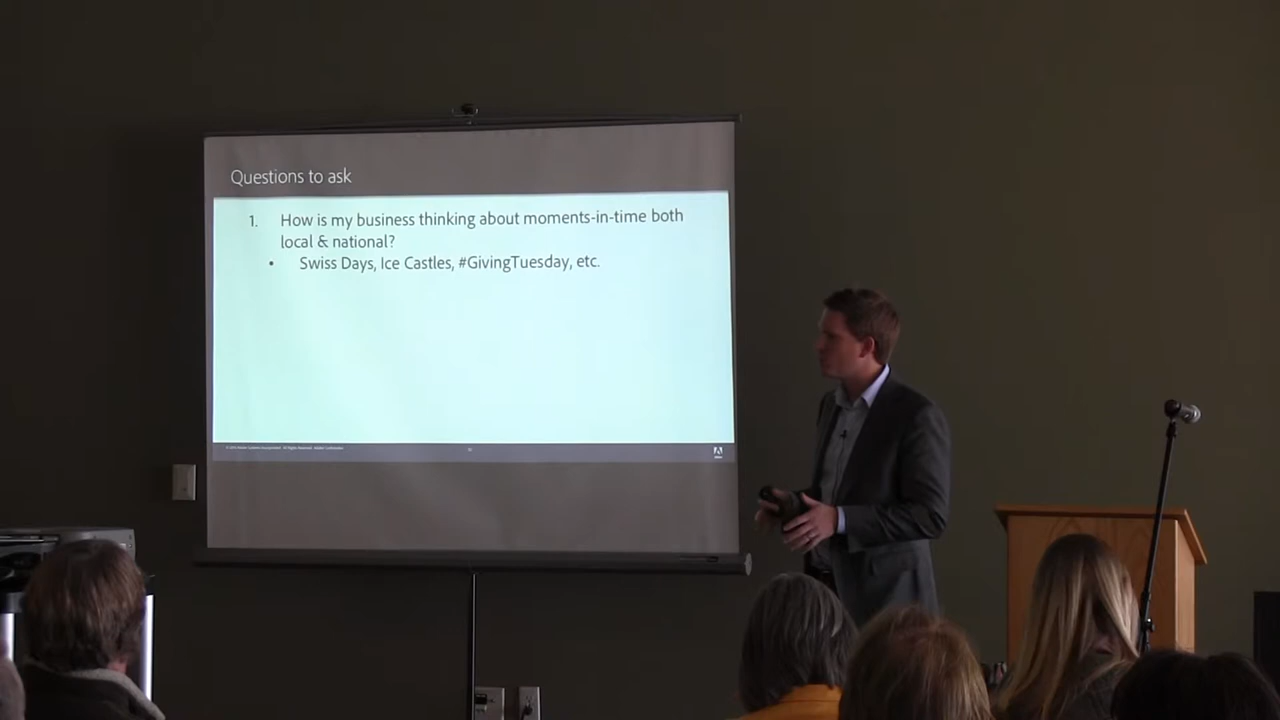 Questions to ask
1. How is my business thinking about moments-in-time both
local & national?
• Swiss Days, Ice Castles, #GivingTuesday, etc.